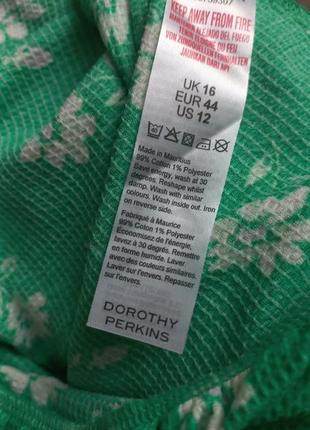 KEEP AWAY FROM FIRE
UK 16
EUR 44
US 12
Made in Mauritius
99% Coton 1% Polyester
Save energy, wash at 30
degrees. Reshape whilst
damp. Wash with similar
colours. Wash inside out. Iron
on reverse side.
Fabriqué à Maurice
99% Coton 1% Polyester
Economisez de l'énergie,
lavez à 30 degrés. Remettre
en forme humide. Laver
avec des couleurs similaires.
Laver sur l'envers. Repasser
sur l'envers.
DOROTHY
PERKINS